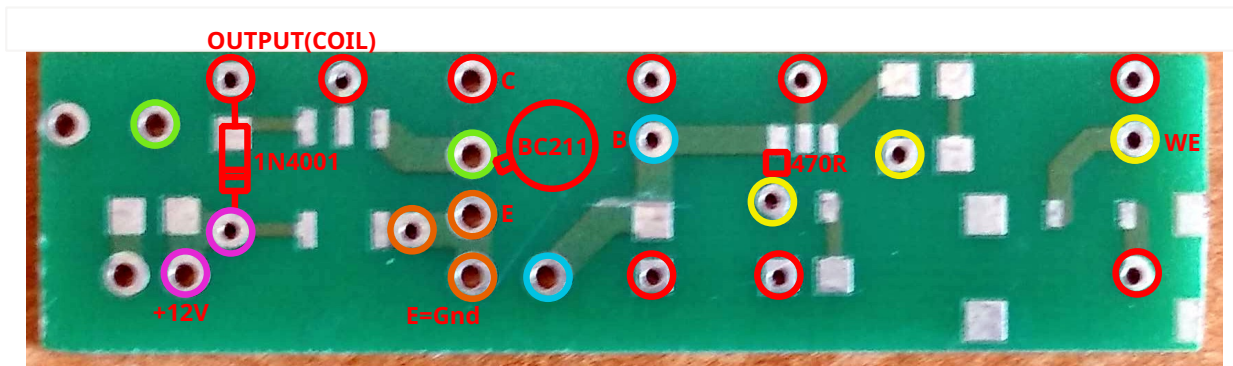 OUTPUT(COIL)
C
B
BC211
WE
1N4001
470R
E
+12V
E=Gnd